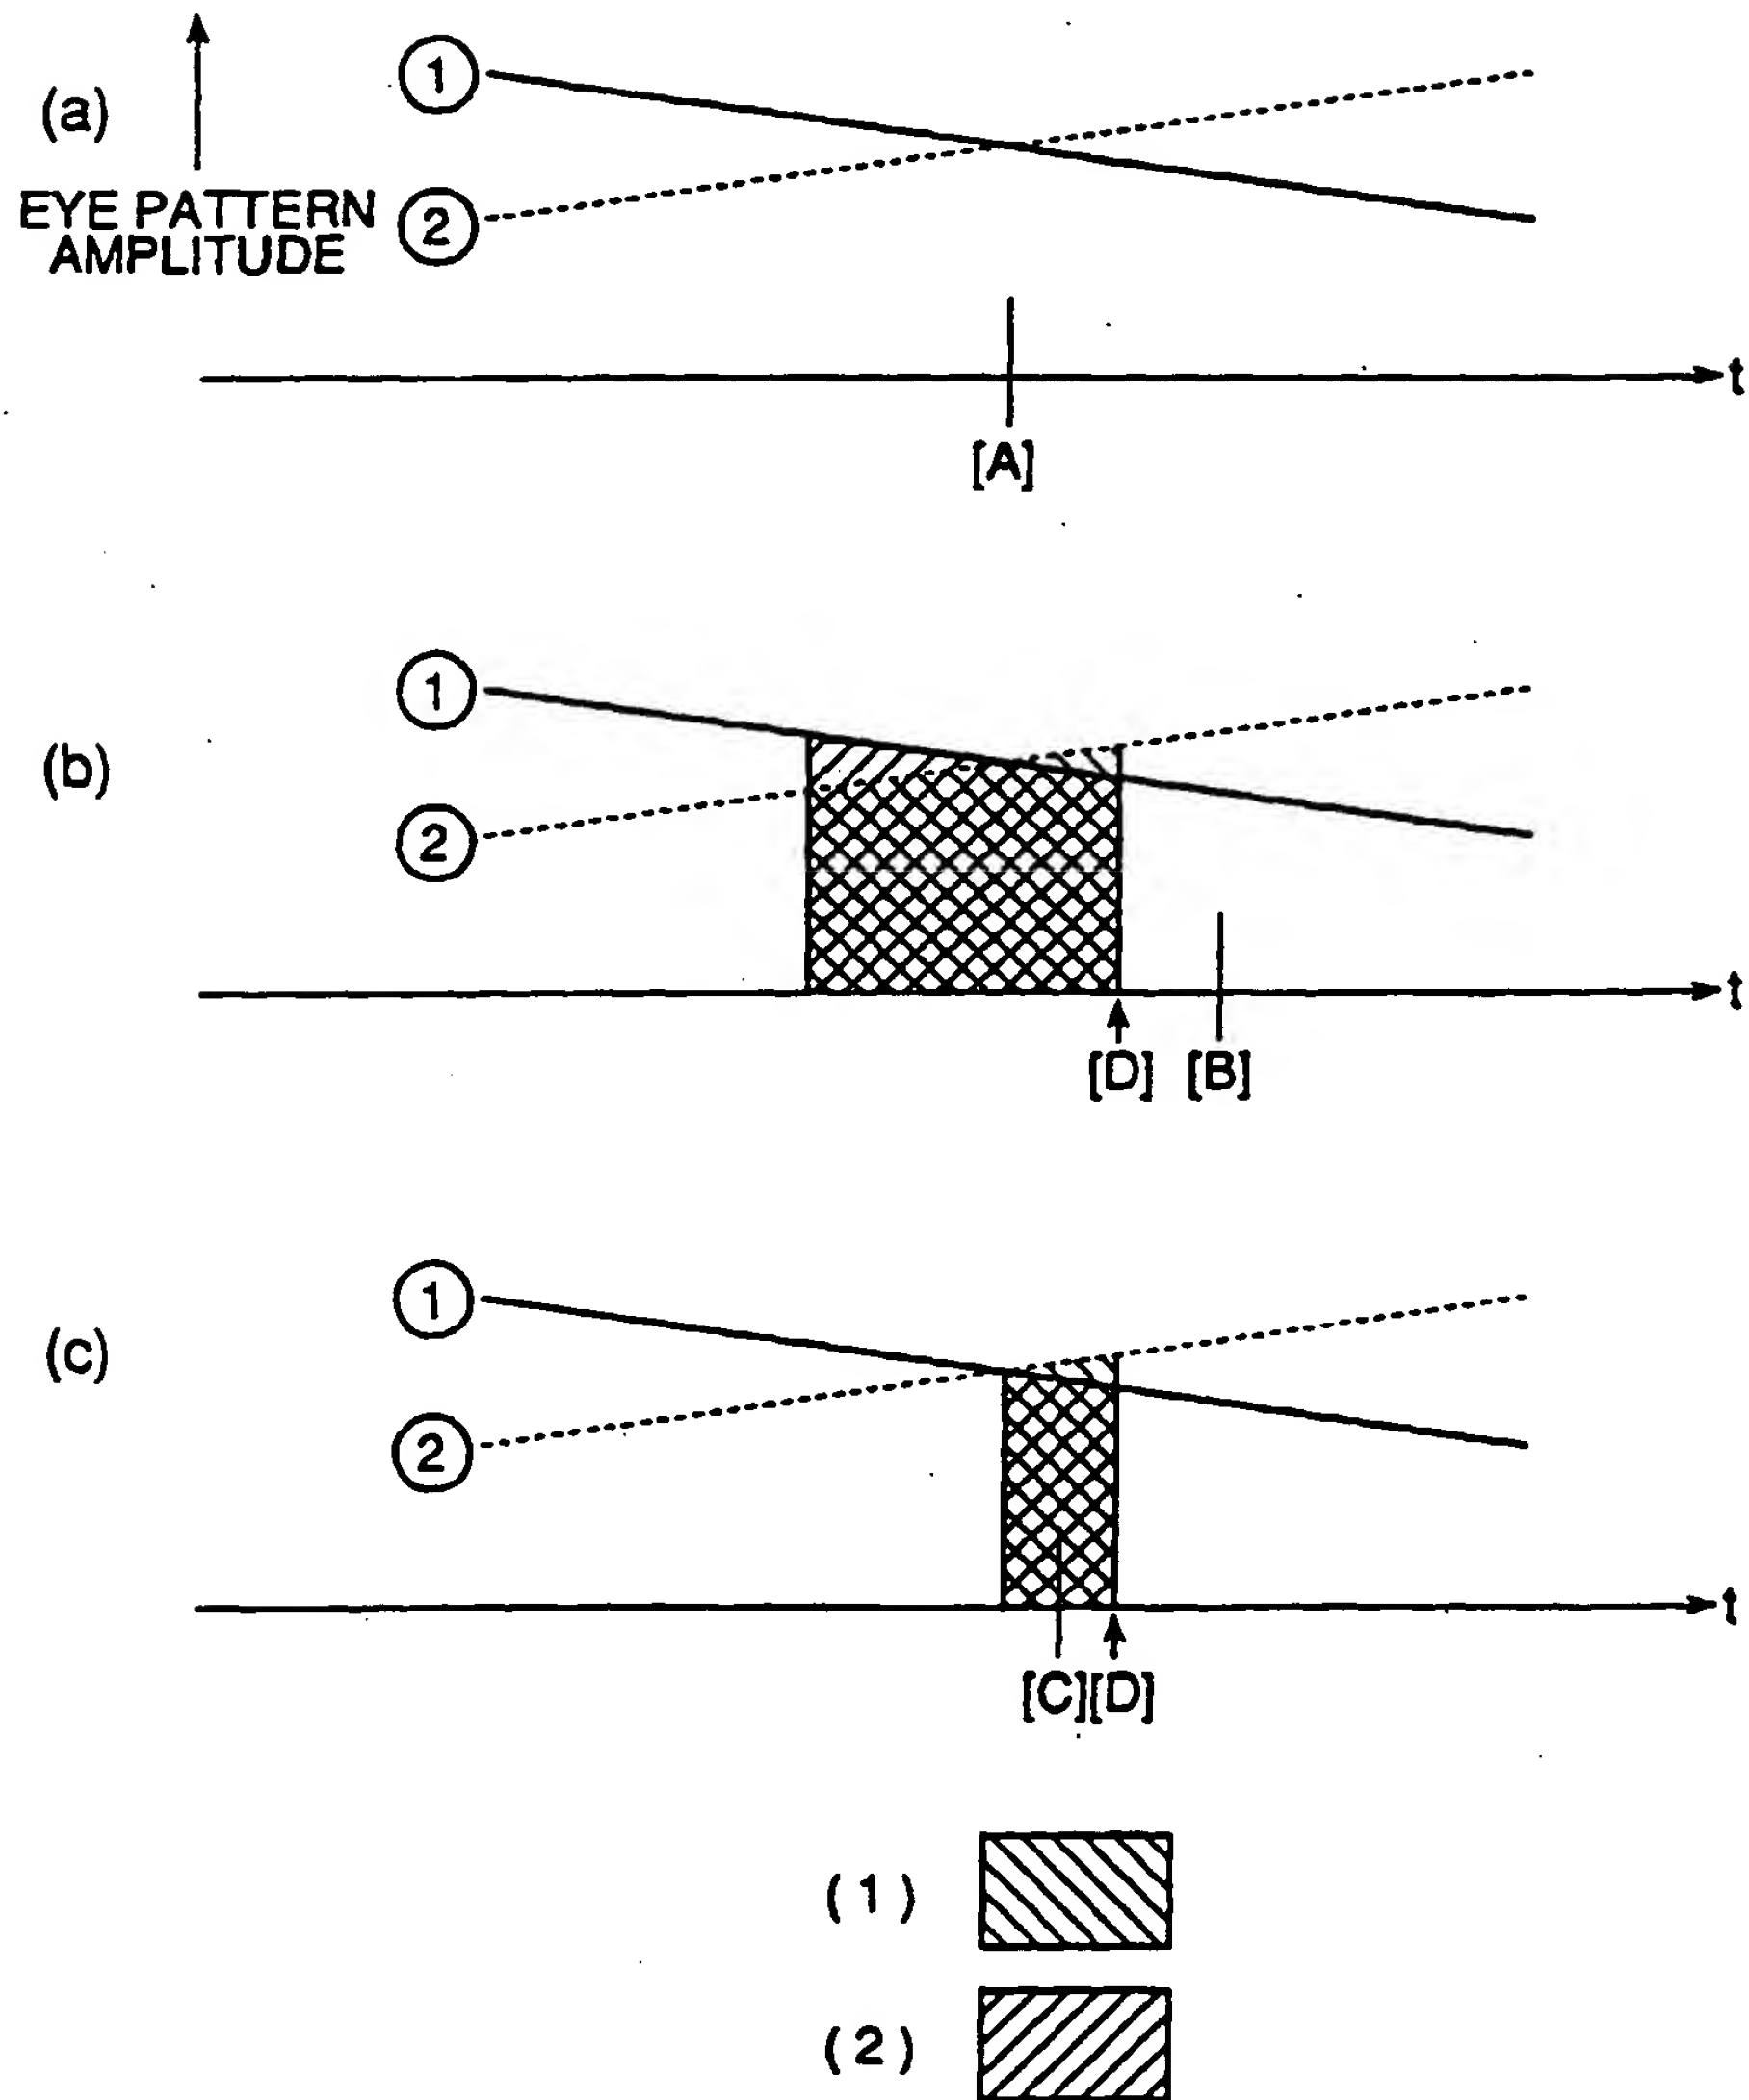 (a)
①
②
EYE PATTERN
AMPLITUDE
t
[A]
(b)
①
②
t
[D] [B]
(c)
①
②
t
[C][D]
(1)
(2)